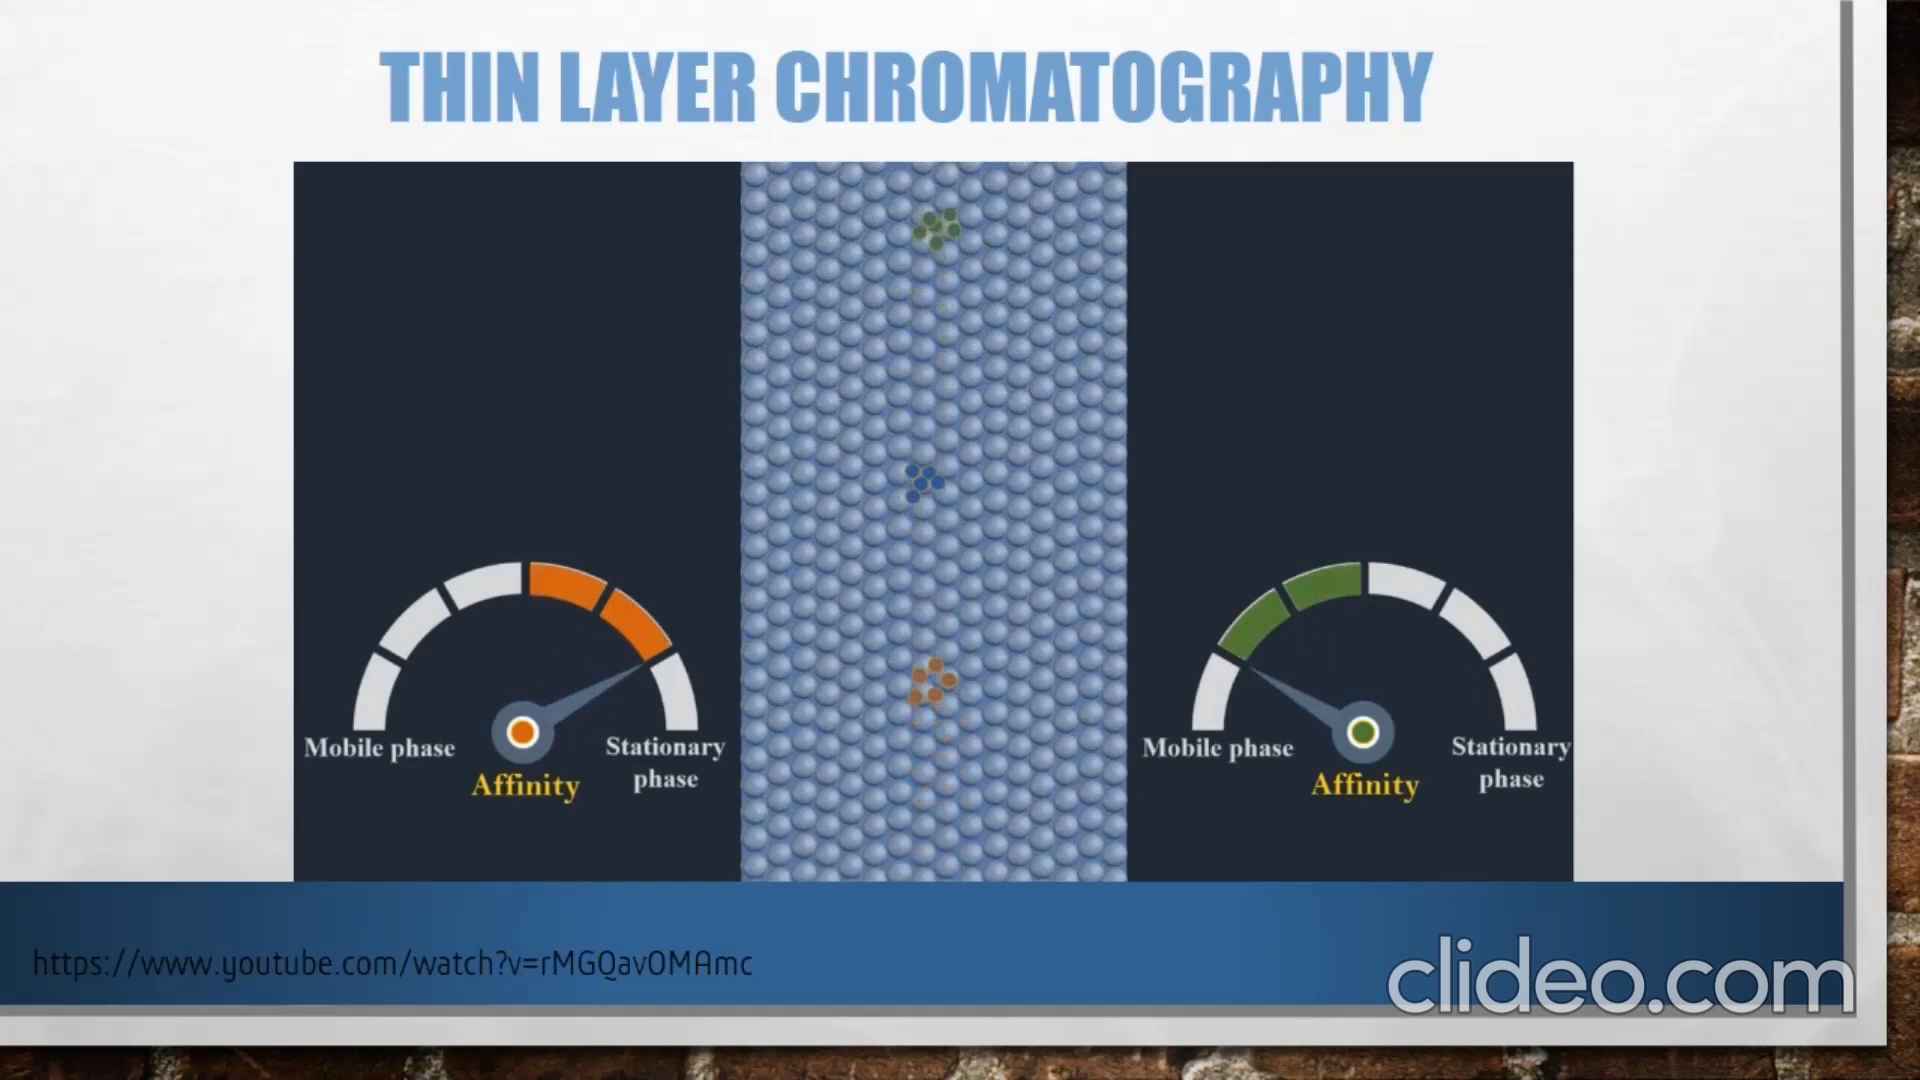 THIN LAYER CHROMATOGRAPHY
Mobile phase
Stationary
phase
Affinity
Mobile phase
Stationary
phase
Affinity
https://www.youtube.com/watch?v=rMGQavOMAmc
clideo.com